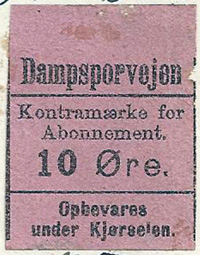 Dampsporvejen
Kontramærke for
Abonnement.
10 Øre.
Opbevares
under Kjørselen.